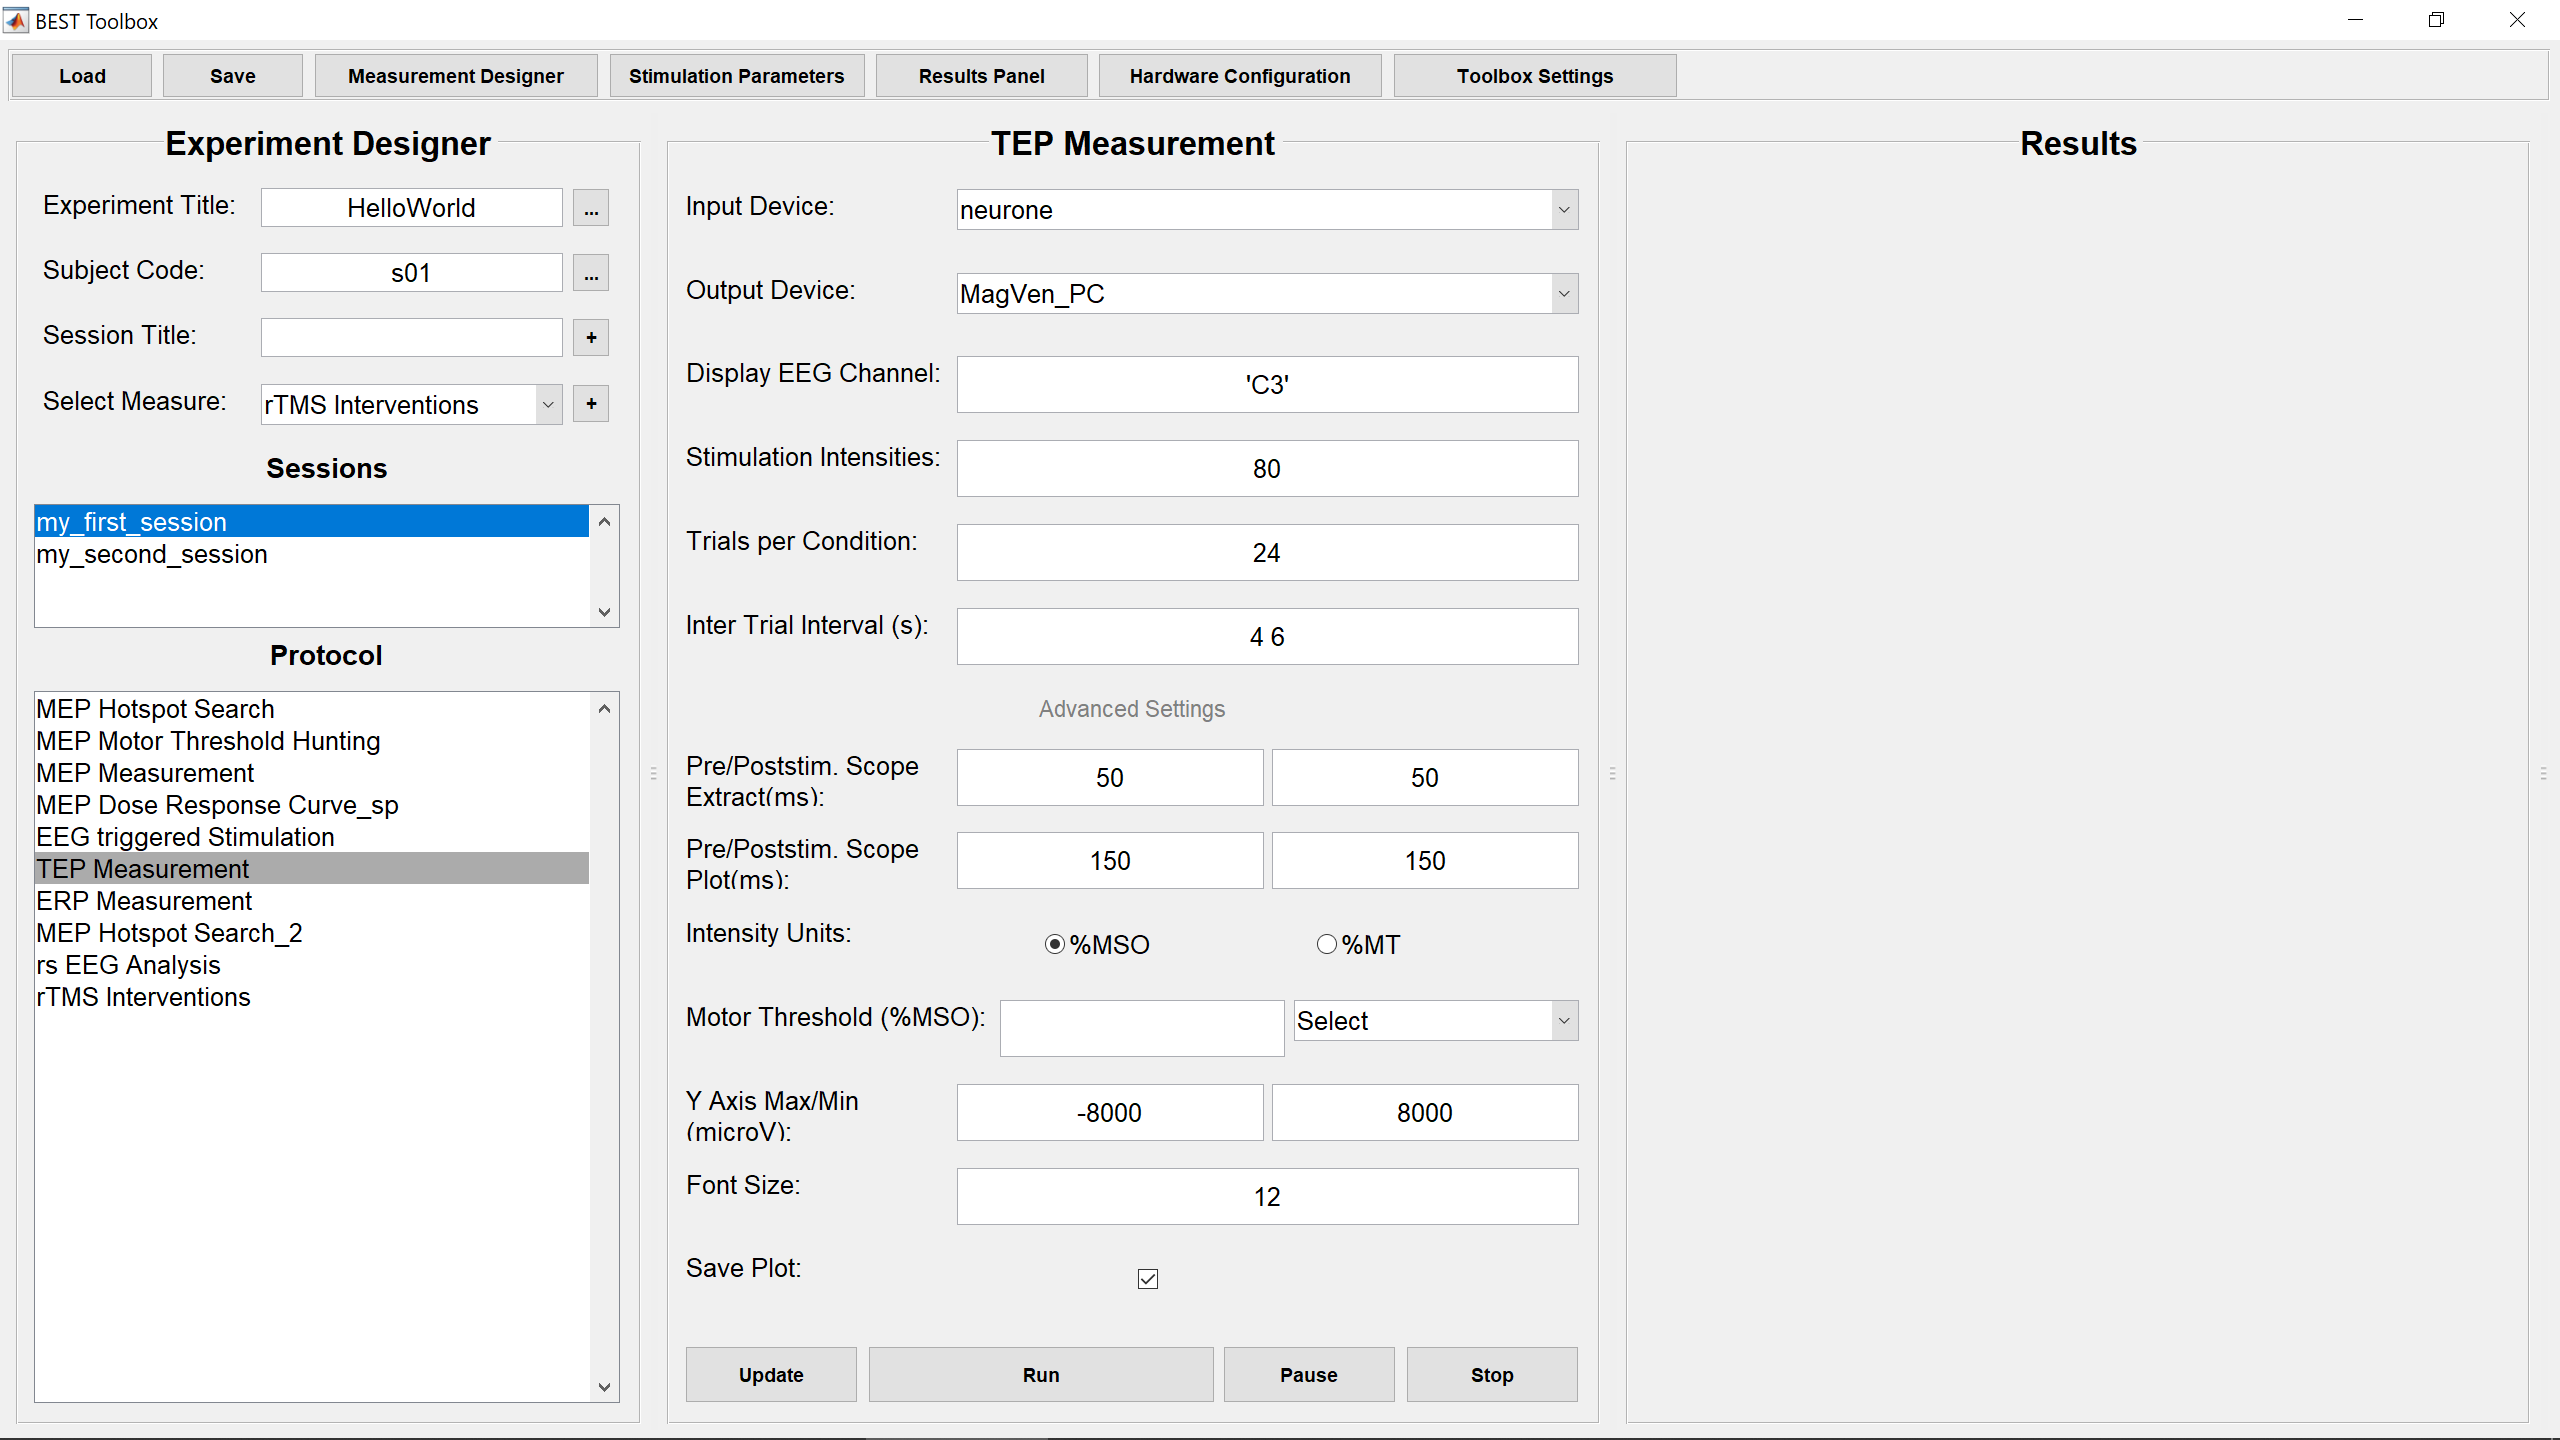 BEST Toolbox
Load
Save
Measurement Designer
Stimulation Parameters
Results Panel
Hardware Configuration
Toolbox Settings
Experiment Designer
Experiment Title:
HelloWorld
...
Subject Code:
s01
...
Session Title:
+
Select Measure:
rTMS Interventions
+
Sessions
my_first_session
my_second_session
Protocol
MEP Hotspot Search
MEP Motor Threshold Hunting
MEP Measurement
MEP Dose Response Curve_sp
EEG triggered Stimulation
TEP Measurement
ERP Measurement
MEP Hotspot Search_2
rs EEG Analysis
rTMS Interventions
TEP Measurement
Input Device:
neurone
Output Device:
MagVen_PC
Display EEG Channel:
'C3'
Stimulation Intensities:
80
Trials per Condition:
24
Inter Trial Interval (s):
4 6
Advanced Settings
Pre/Poststim. Scope
Extract(ms):
50
50
Pre/Poststim. Scope
Plot(ms):
150
150
Intensity Units:
%MSO
%MT
Motor Threshold (%MSO):
Select
Y Axis Max/Min
(microV):
-8000
8000
Font Size:
12
Save Plot:
Update
Run
Pause
Stop
Results